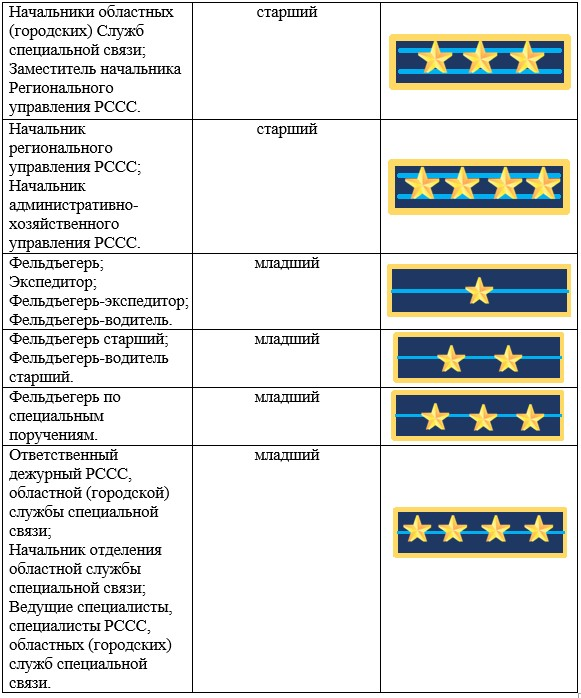 Начальники областных
(городских) Служб
специальной связи;
Заместитель начальника
Регионального
управления РССС.
старший
Начальник
регионального
управления РССС;
Начальник
административно-
хозяйственного
управления РССС.
старший
Фельдъегерь;
Экспедитор;
Фельдъегерь-экспедитор;
Фельдъегерь-водитель.
младший
Фельдъегерь старший;
Фельдъегерь-водитель
старший.
младший
Фельдъегерь по
специальным
поручениям.
младший
Ответственный
дежурный РССС,
областной (городской)
службы специальной
связи;
Начальник отделения
областной службы
специальной связи;
Ведущие специалисты,
специалисты РССС,
областных (городских)
служб специальной
связи.
младший